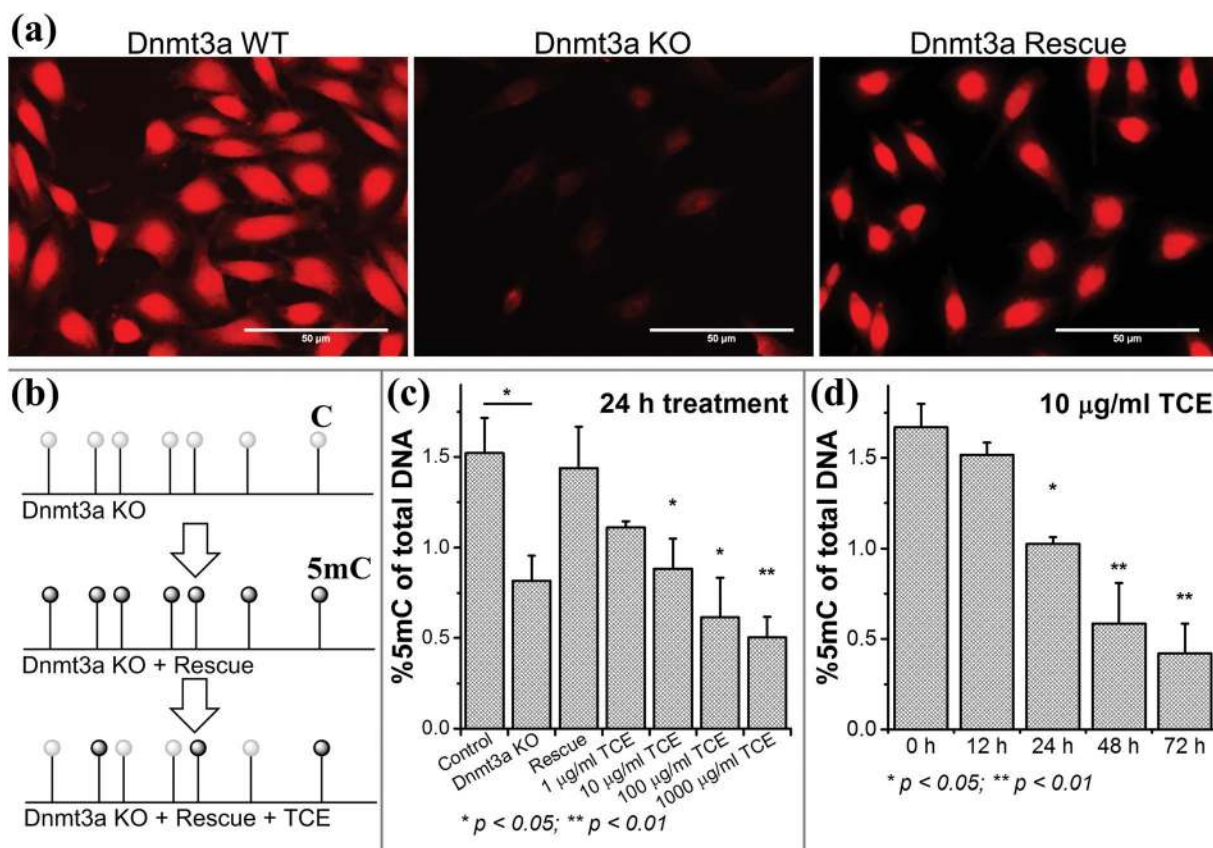 (a)
Dnmt3a WT
Dnmt3a KO
Dnmt3a Rescue
50 µm
50 µm
50 µm
(b)
C
Dnmt3a KO
5mC
Dnmt3a KO + Rescue
Dnmt3a KO + Rescue + TCE
(c)
24 h treatment
%5mC of total DNA
1.5
1.0
0.5
0.0
*
*
*
**
Control
Dnmt3a KO
Rescue
1 µg/ml TCE
10 µg/ml TCE
100 µg/ml TCE
1000 µg/ml TCE
* p < 0.05; ** p < 0.01
(d)
10 µg/ml TCE
%5mC of total DNA
1.5
1.0
0.5
0.0
*
**
**
0 h
12 h
24 h
48 h
72 h
* p < 0.05; ** p < 0.01